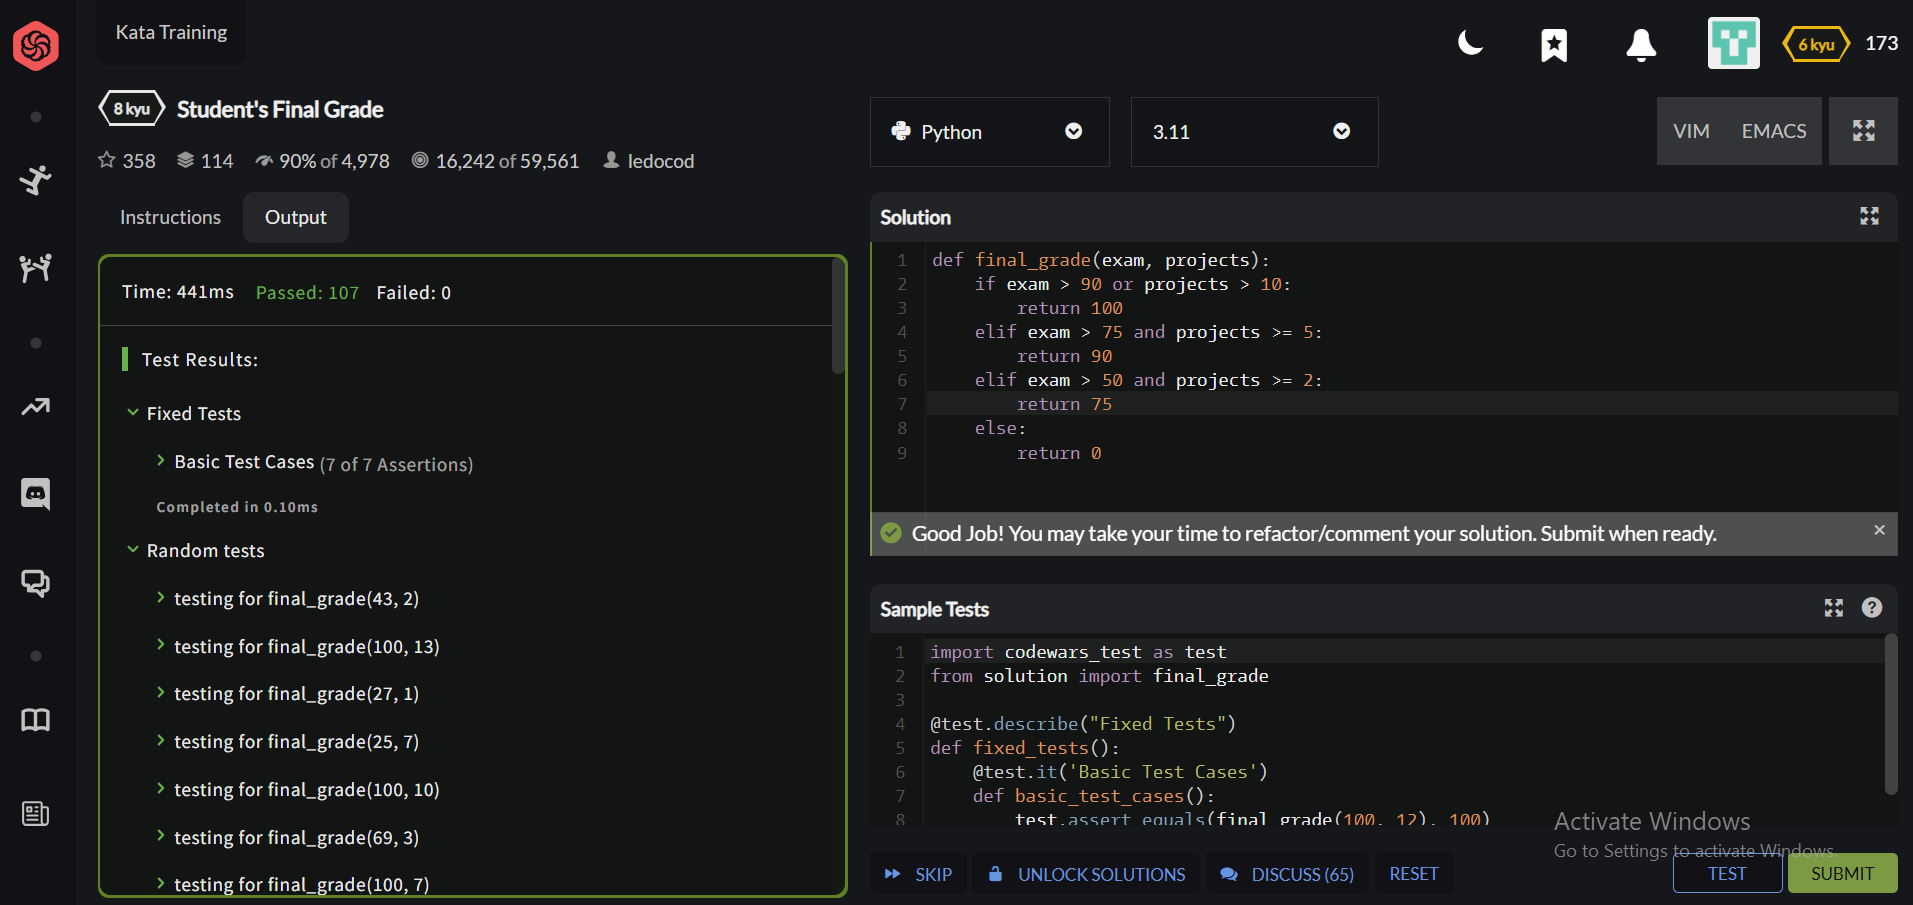 Kata Training
6 kyu 173
8 kyu Student's Final Grade
358 114 90% of 4,978 16,242 of 59,561 ledocod
Instructions Output
Time: 441ms Passed: 107 Failed: 0
Test Results:
Fixed Tests
Basic Test Cases (7 of 7 Assertions)
Completed in 0.10ms
Random tests
testing for final_grade(43, 2)
testing for final_grade(100, 13)
testing for final_grade(27, 1)
testing for final_grade(25, 7)
testing for final_grade(100, 10)
testing for final_grade(69, 3)
testing for final_grade(100, 7)
Python 3.11 VIM EMACS
Solution
1 def final_grade(exam, projects):
2 if exam > 90 or projects > 10:
3 return 100
4 elif exam > 75 and projects >= 5:
5 return 90
6 elif exam > 50 and projects >= 2:
7 return 75
8 else:
9 return 0
Good Job! You may take your time to refactor/comment your solution. Submit when ready. ×
Sample Tests ?
1 import codewars_test as test
2 from solution import final_grade
3
4 @test.describe("Fixed Tests")
5 def fixed_tests():
6 @test.it('Basic Test Cases')
7 def basic_test_cases():
8 test.assert_equals(final_grade(100, 12), 100)
Activate Windows
Go to Settings to activate Windows.
SKIP UNLOCK SOLUTIONS DISCUSS (65) RESET TEST SUBMIT